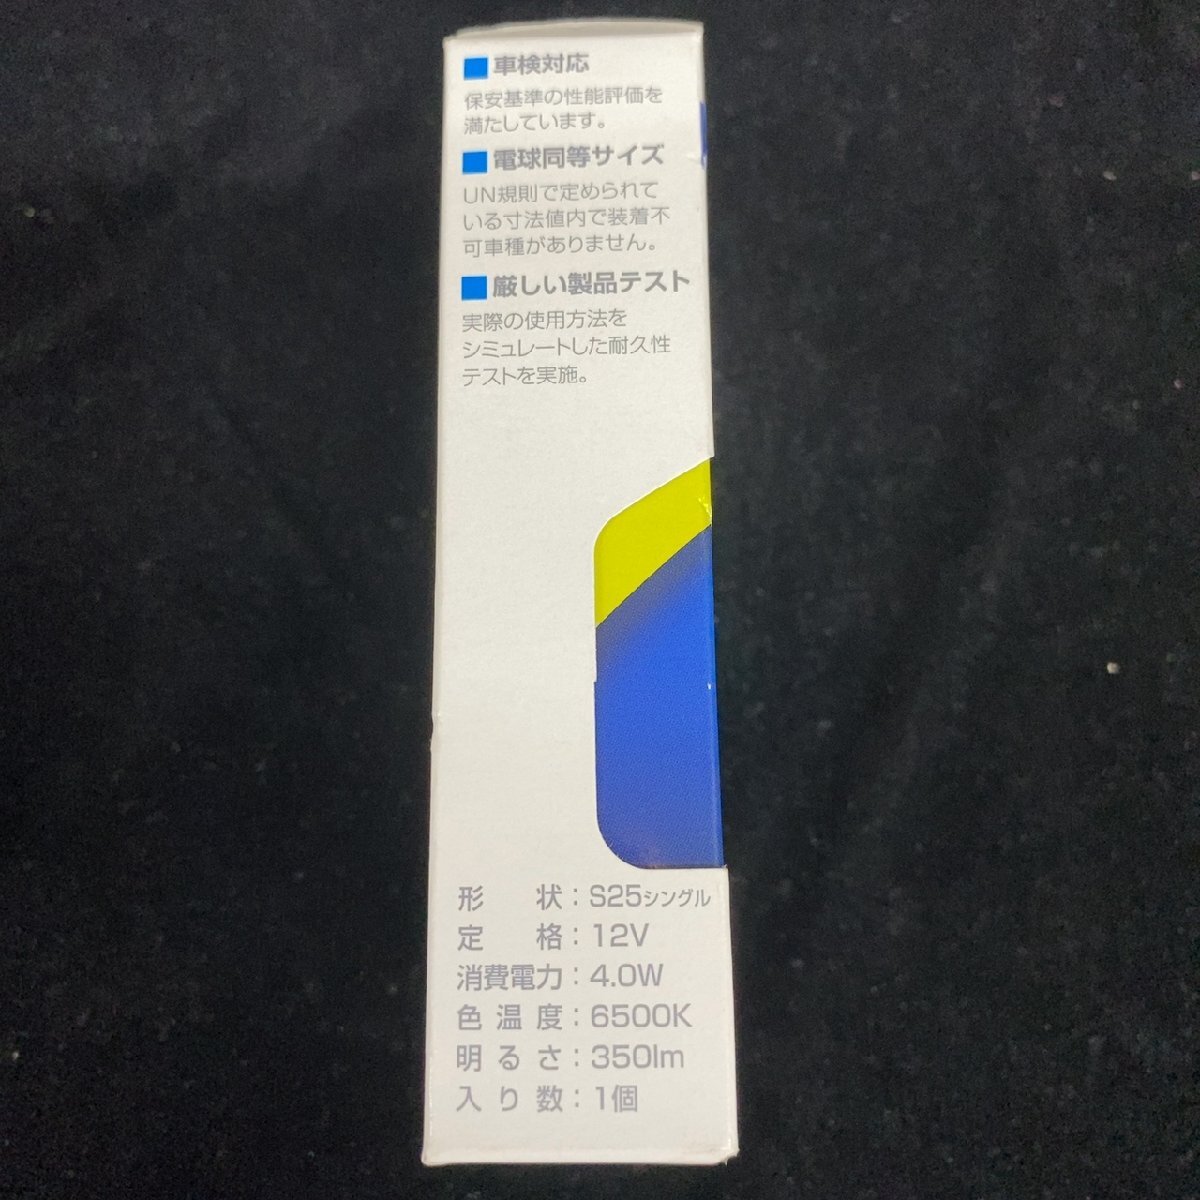 ■車検対応
保安基準の性能評価を
満たしています。
■電球同等サイズ
UN規則で定められて
いる寸法値内で装着不
可車種がありません。
■厳しい製品テスト
実際の使用方法を
シミュレートした耐久性
テストを実施。
形状：S25シングル
定格：12V
消費電力：4.0W
色温度：6500K
明るさ：350lm
入り数：1個